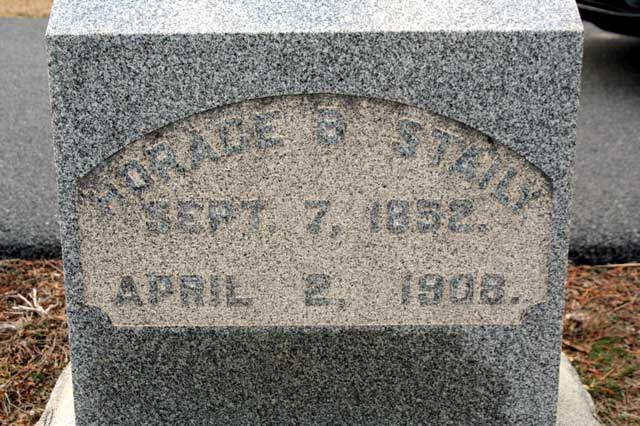 HORACE B STAILY
SEPT. 7, 1852.
APRIL 2, 1908.